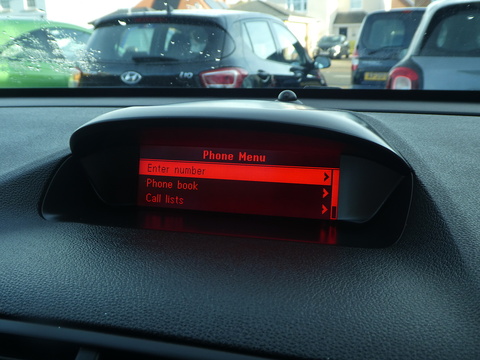 Phone Menu
Enter number
Phone book
Call lists